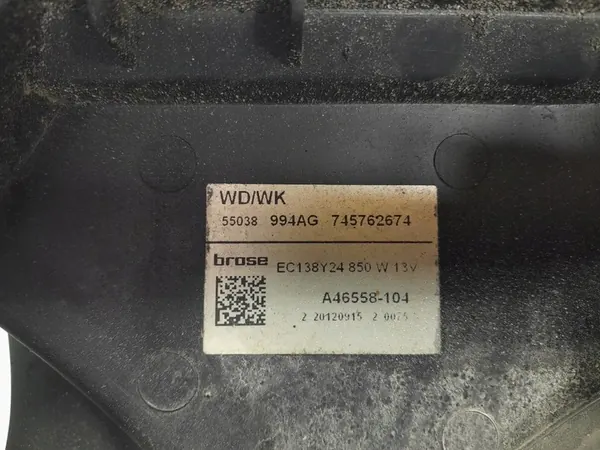 WD/WK
55038 994AG 745762674
brose EC138Y24 850 W 13V
A46558-104
2 20120915 2 0075